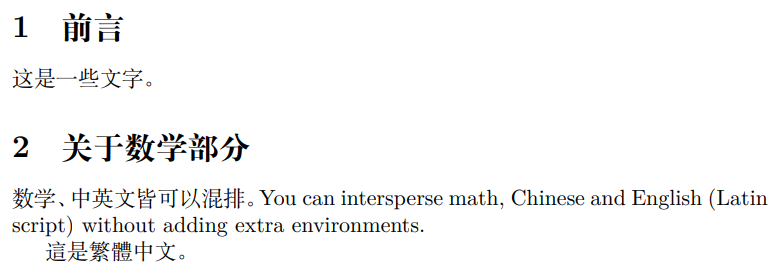 1 前言
这是一些文字。
2 关于数学部分
数学、中英文皆可以混排。You can intersperse math, Chinese and English (Latin
script) without adding extra environments.
這是繁體中文。